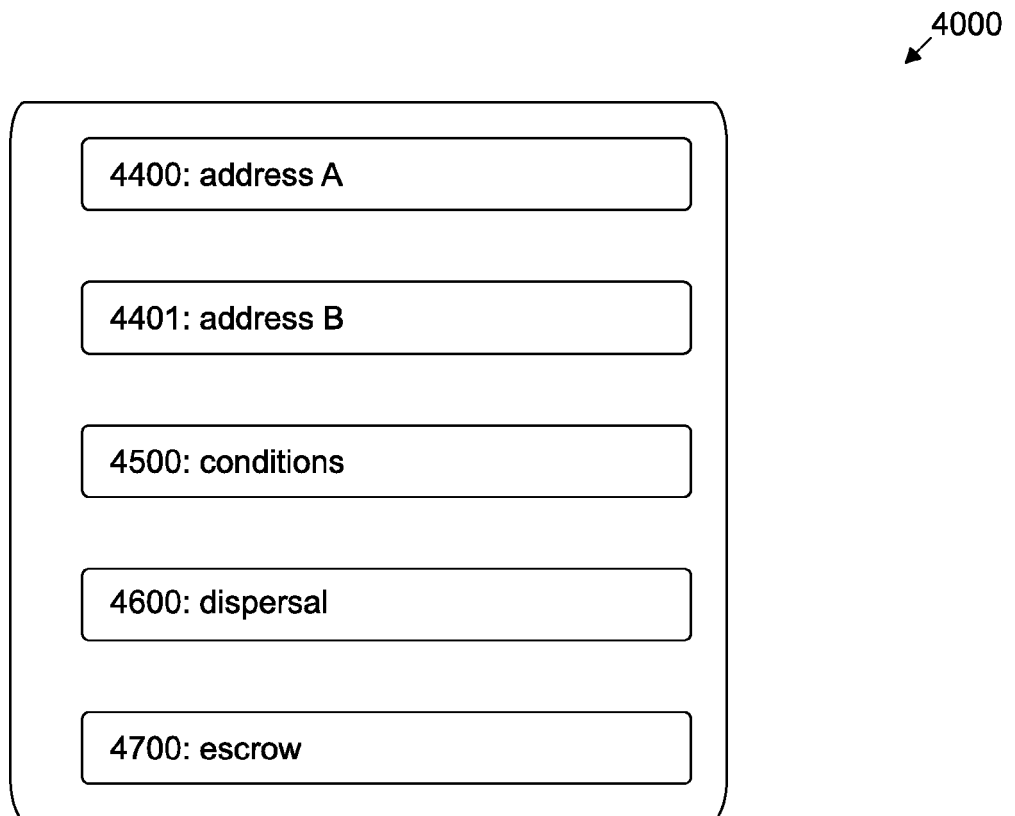 4000
4400: address A
4401: address B
4500: conditions
4600: dispersal
4700: escrow